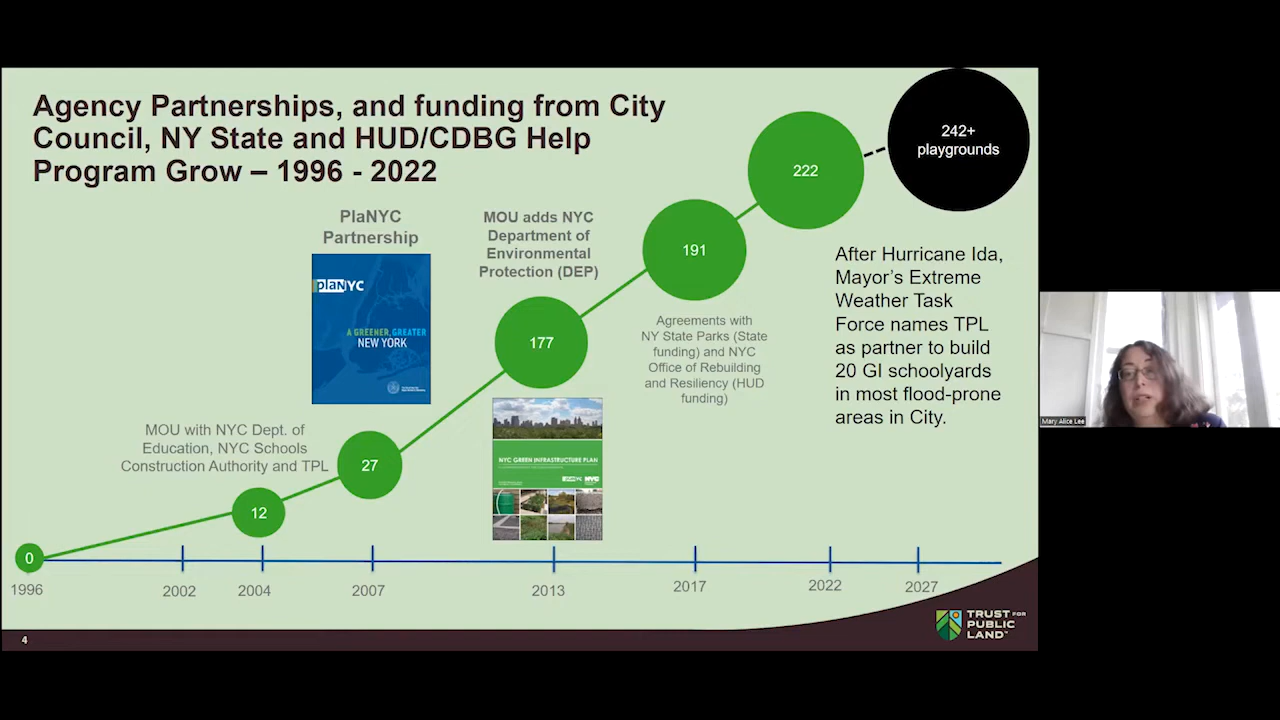 Agency Partnerships, and funding from City
Council, NY State and HUD/CDBG Help
Program Grow – 1996 - 2022
242+
playgrounds
222
191
177
27
12
0
PlaNYC
Partnership
plaNYC
A GREENER, GREATER
NEW YORK
MOU adds NYC
Department of
Environmental
Protection (DEP)
NYC GREEN INFRASTRUCTURE PLAN
plaNYC
NYC
MOU with NYC Dept. of
Education, NYC Schools
Construction Authority and TPL
Agreements with
NY State Parks (State
funding) and NYC
Office of Rebuilding
and Resiliency (HUD
funding)
After Hurricane Ida,
Mayor’s Extreme
Weather Task
Force names TPL
as partner to build
20 GI schoolyards
in most flood-prone
areas in City.
1996
2002
2004
2007
2013
2017
2022
2027
4
TRUST FOR
PUBLIC
LAND™
Mary Alice Lee